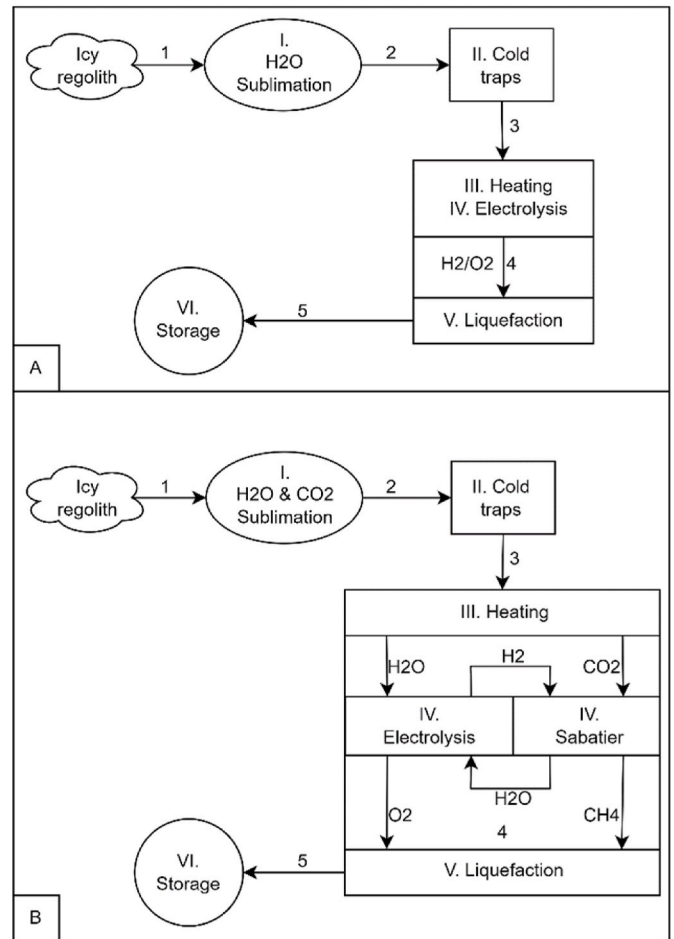 Icy
regolith
1
I.
H2O
Sublimation
2
II. Cold
traps
3
III. Heating
IV. Electrolysis
H2/O2
4
V. Liquefaction
5
VI.
Storage
A
Icy
regolith
1
I.
H2O & CO2
Sublimation
2
II. Cold
traps
3
III. Heating
H2O
H2
CO2
IV.
Electrolysis
IV.
Sabatier
H2O
O2
4
CH4
V. Liquefaction
5
VI.
Storage
B